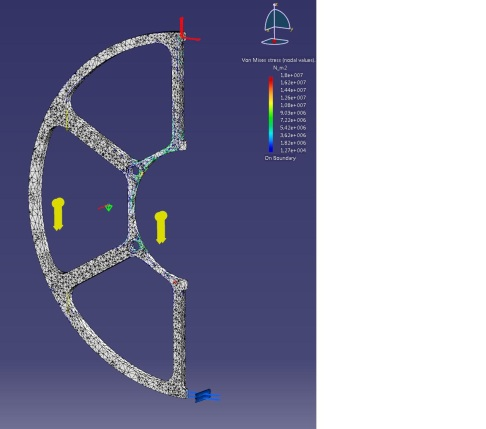 Von Mises stress (nodal values).
N_m2
1.8e+007
1.62e+007
1.44e+007
1.26e+007
1.08e+007
9.03e+006
7.22e+006
5.42e+006
3.62e+006
1.82e+006
1.27e+004
On Boundary